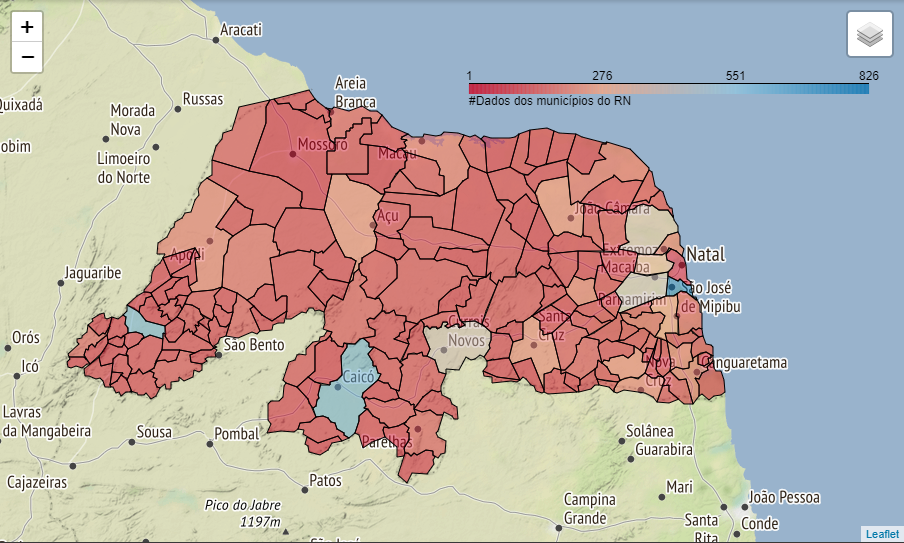 +
−
Aracati
1
276
551
826
#Dados dos municípios do RN
Areia
Branca
Quixadá
Russas
Morada
Nova
obim
Limoeiro
do Norte
Mossoró
Macau
Açu
João Câmara
Apodi
Extremoz
Natal
Macaíba
Jaguaribe
São José
de Mipibu
Parnamirim
Santa
Cruz
Currais
Novos
Orós
São Bento
Icó
Nova
Cruz
Canguaretama
Caicó
Lavras
da Mangabeira
Sousa
Pombal
Parelhas
Solânea
Guarabira
Cajazeiras
Patos
Mari
Pico do Jabre
1197m
Campina
Grande
João Pessoa
Santa
Rita
Conde
Leaflet